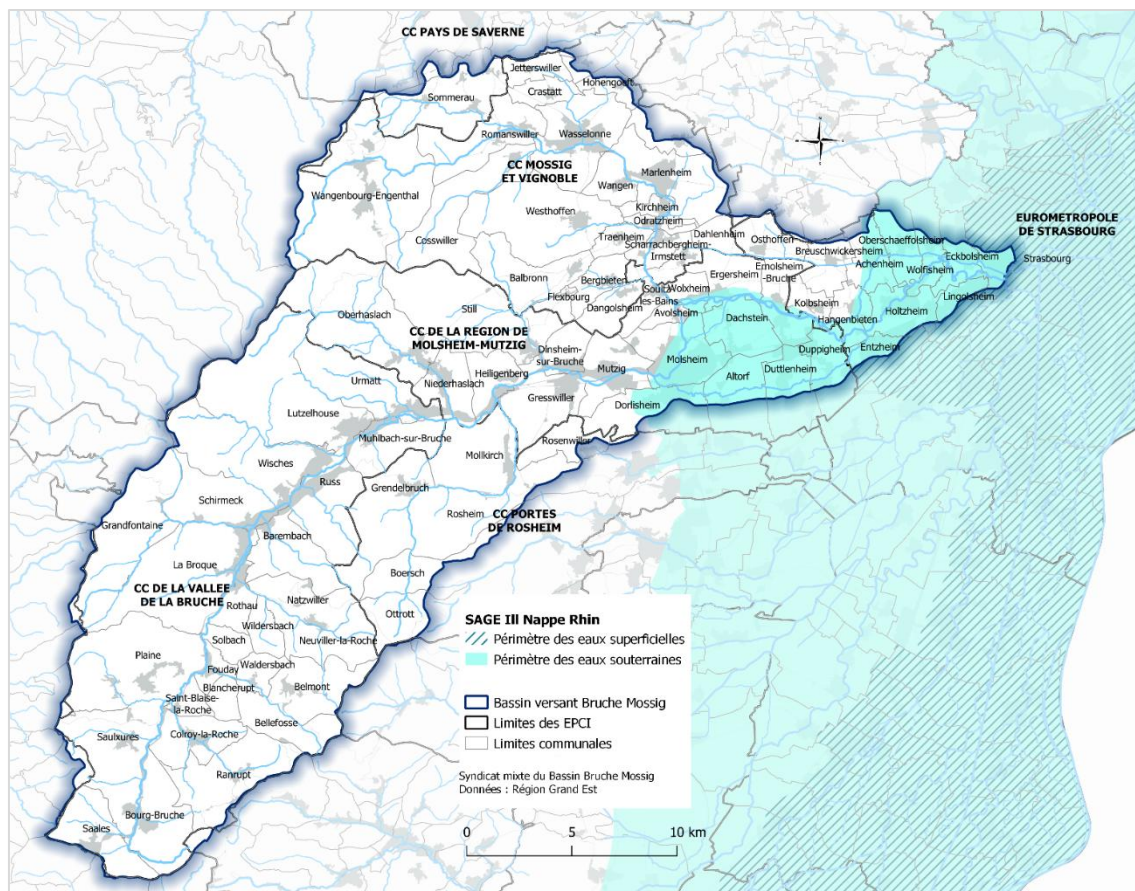 CC PAYS DE SAVERNE
Jetterswiller
Hohengoeft
Crastatt
Sommerau
Romanswiller
Wasselonne
CC MOSSIG
ET VIGNOBLE
Marlenheim
Wangen
Wangenbourg-Engenthal
Kirchheim
Westhoffen
Odratzheim
EUROMETROPOLE
DE STRASBOURG
Traenheim
Dahlenheim
Cosswiller
Scharrachbergheim-
Irmstett
Osthoffen
Oberschaeffolsheim
Breuschwickersheim
Eckbolsheim
Strasbourg
Achenheim
Wolfisheim
Balbronn
Bergbieten
Ergersheim
Ernolsheim
-Bruche
Flexbourg
Soultz
-les-Bains
Wolxheim
Lingolsheim
Dangolsheim
Avolsheim
Kolbsheim
Still
Holtzheim
Oberhaslach
Dachstein
Hangenbieten
CC DE LA REGION DE
MOLSHEIM-MUTZIG
Dinsheim-
sur-Bruche
Entzheim
Duppigheim
Molsheim
Mutzig
Duttlenheim
Heiligenberg
Altorf
Urmatt
Niederhaslach
Gresswiller
Dorlisheim
Lutzelhouse
Muhlbach-sur-Bruche
Rosenwiller
Mollkirch
Wisches
Russ
Grendelbruch
Schirmeck
Rosheim
CC PORTES
DE ROSHEIM
Grandfontaine
Barembach
La Broque
Boersch
CC DE LA VALLEE
DE LA BRUCHE
Natzwiller
Rothau
Ottrott
Wildersbach
Solbach
Neuviller-la-Roche
Plaine
Fouday
Waldersbach
Blancherupt
Belmont
Saint-Blaise-
la-Roche
Bellefosse
Saulxures
Colroy-la-Roche
Ranrupt
Bourg-Bruche
Saales
SAGE Ill Nappe Rhin
Périmètre des eaux superficielles
Périmètre des eaux souterraines
Bassin versant Bruche Mossig
Limites des EPCI
Limites communales
Syndicat mixte du Bassin Bruche Mossig
Données : Région Grand Est
0 5 10 km